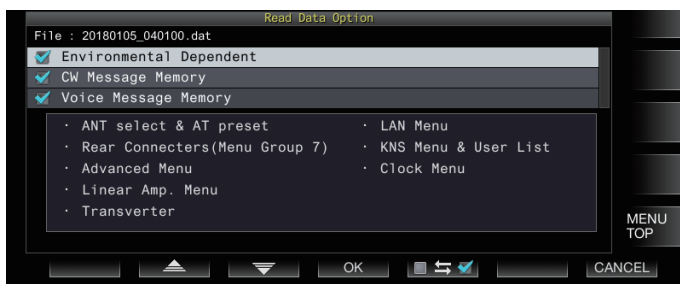 Read Data Option
File : 20180105_040100.dat
Environmental Dependent
CW Message Memory
Voice Message Memory
· ANT select & AT preset
· Rear Connecters(Menu Group 7)
· Advanced Menu
· Linear Amp. Menu
· Transverter
· LAN Menu
· KNS Menu & User List
· Clock Menu
MENU
TOP
OK
CANCEL